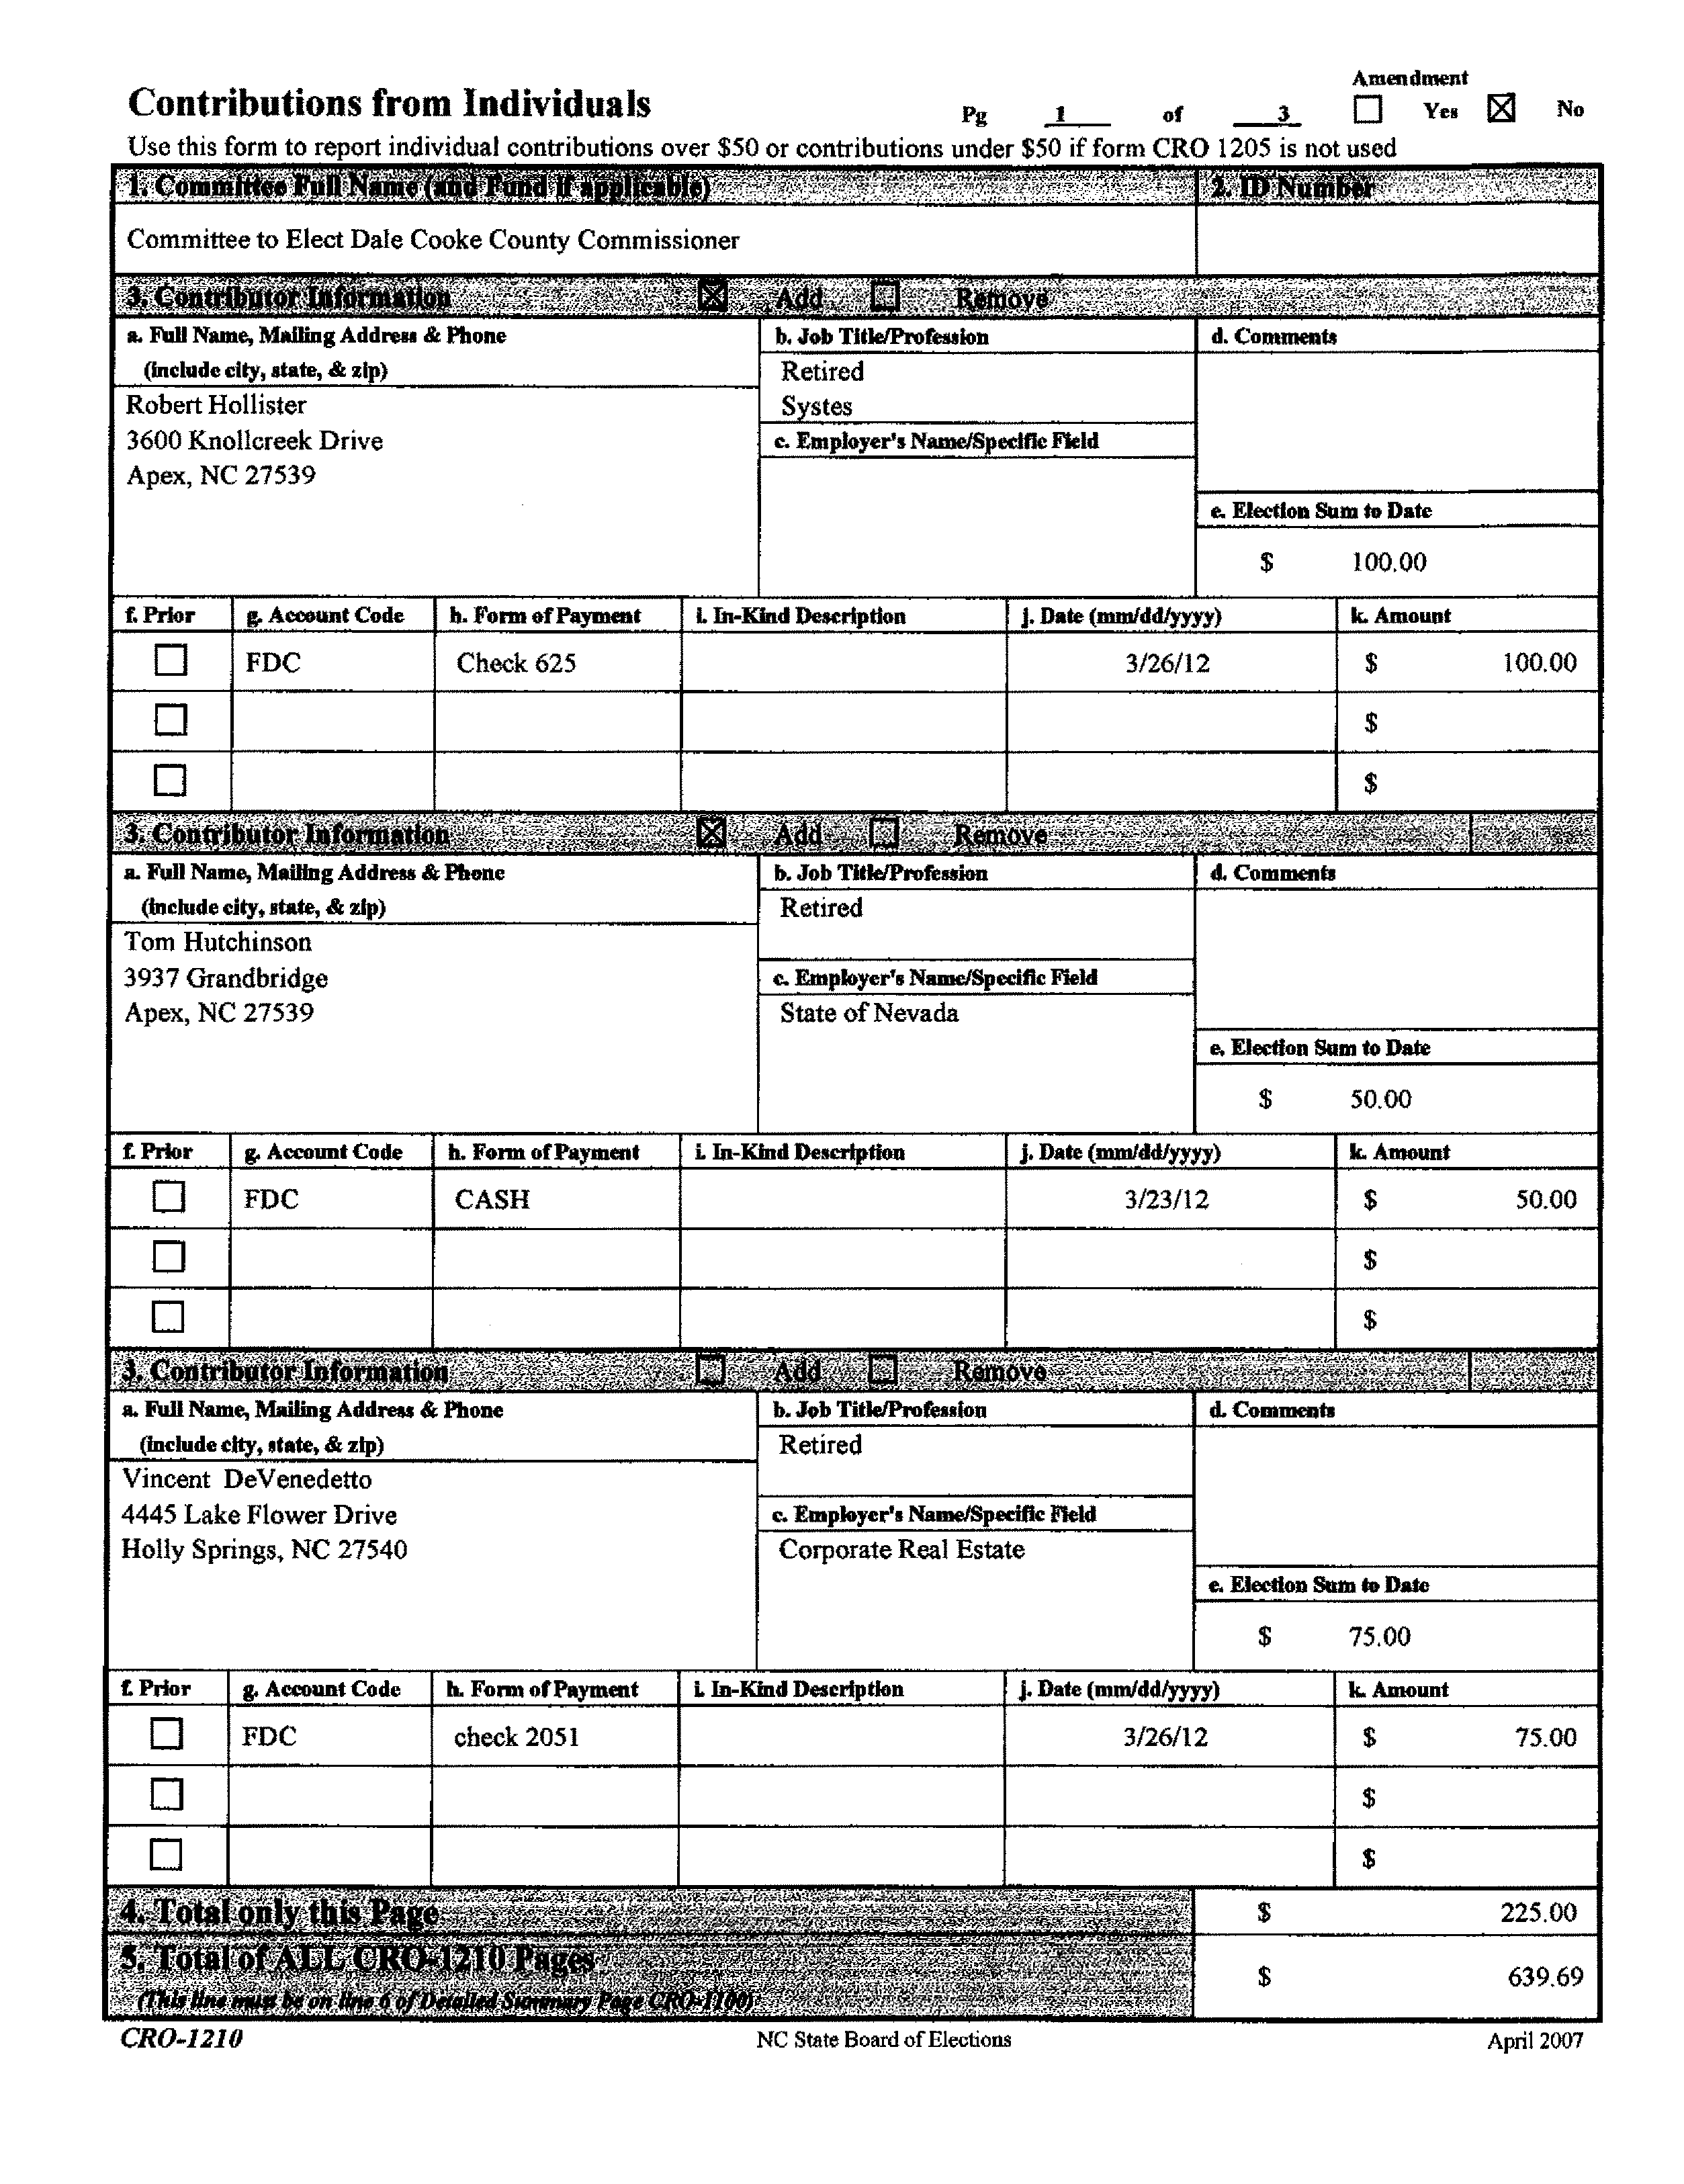 Amendment
Contributions from Individuals Pg 1 of 3 Yes No
Use this form to report individual contributions over $50 or contributions under $50 if form CRO 1205 is not used
1. Committee Full Name (and Fund if applicable) 2. ID Number
Committee to Elect Dale Cooke County Commissioner
3. Contributor Information Add Remove
a. Full Name, Mailing Address & Phone b. Job Title/Profession d. Comments
(include city, state, & zip) Retired
Robert Hollister Systes
3600 Knollcreek Drive c. Employer's Name/Specific Field
Apex, NC 27539
e. Election Sum to Date
$ 100.00
f. Prior g. Account Code h. Form of Payment i. In-Kind Description j. Date (mm/dd/yyyy) k. Amount
FDC Check 625 3/26/12 $ 100.00
$
$
3. Contributor Information Add Remove
a. Full Name, Mailing Address & Phone b. Job Title/Profession d. Comments
(include city, state, & zip) Retired
Tom Hutchinson
3937 Grandbridge c. Employer's Name/Specific Field
Apex, NC 27539 State of Nevada
e. Election Sum to Date
$ 50.00
f. Prior g. Account Code h. Form of Payment i. In-Kind Description j. Date (mm/dd/yyyy) k. Amount
FDC CASH 3/23/12 $ 50.00
$
$
3. Contributor Information Add Remove
a. Full Name, Mailing Address & Phone b. Job Title/Profession d. Comments
(include city, state, & zip) Retired
Vincent DeVenedetto
4445 Lake Flower Drive c. Employer's Name/Specific Field
Holly Springs, NC 27540 Corporate Real Estate
e. Election Sum to Date
$ 75.00
f. Prior g. Account Code h. Form of Payment i. In-Kind Description j. Date (mm/dd/yyyy) k. Amount
FDC check 2051 3/26/12 $ 75.00
$
$
4. Total only this Page $ 225.00
5. Total of ALL CRO-1210 Pages $ 639.69
(This line must be on line 6 of Detailed Summary Page CRO-1100)
CRO-1210 NC State Board of Elections April 2007